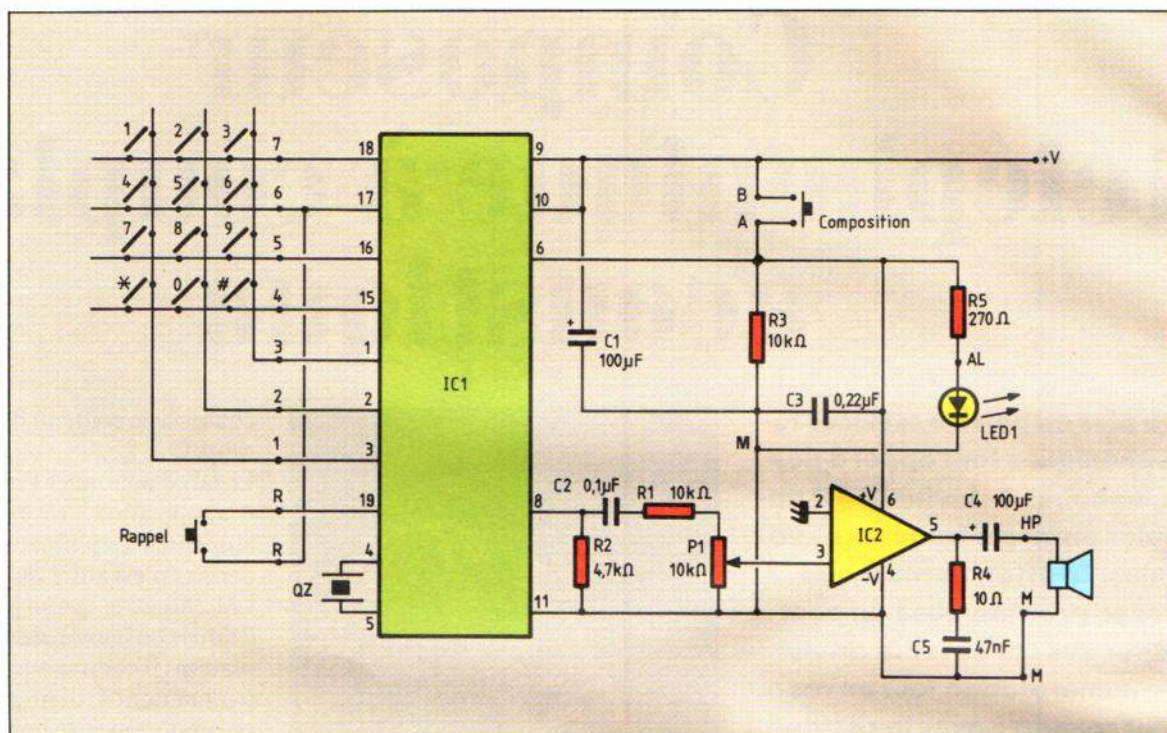 1 2 3 7 18 9 +V
4 5 6 6 17 10 B
A Composition
7 8 9 5 16 6
* 0 # 4 15
R3
10kΩ
R5
270Ω
+
C1
100µF
AL
3 1
IC1
C3 0,22µF
LED1
2 2
M
1 3
R 19 8
C2 0,1µF R1 10kΩ
2 +V 6 C4 100µF
HP
Rappel
R2
4,7kΩ
P1
10kΩ
3 IC2 5 +
R 4
-V 4
R4
10Ω
QZ
5 11
M
C5 47nF
M